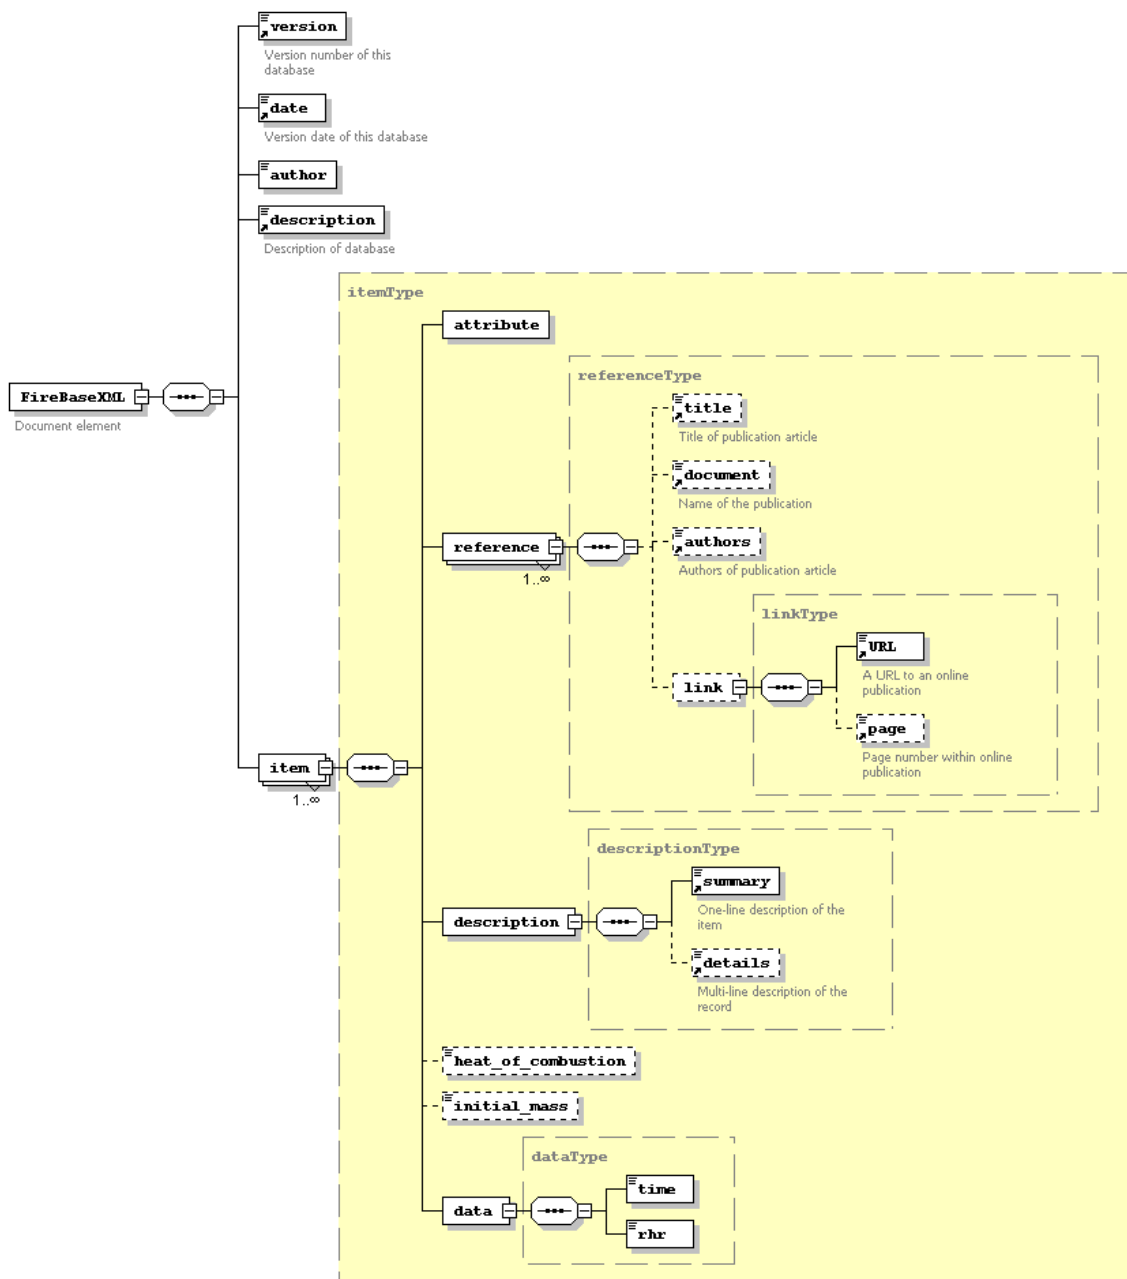 version
Version number of this
database
date
Version date of this database
author
description
Description of database
itemType
attribute
referenceType
FireBaseXML
Document element
title
Title of publication article
document
Name of the publication
reference
1..∞
authors
Authors of publication article
linkType
URL
A URL to an online
publication
link
page
Page number within online
publication
item
1..∞
descriptionType
summary
One-line description of the
item
description
details
Multi-line description of the
record
heat_of_combustion
initial_mass
dataType
time
data
rhr